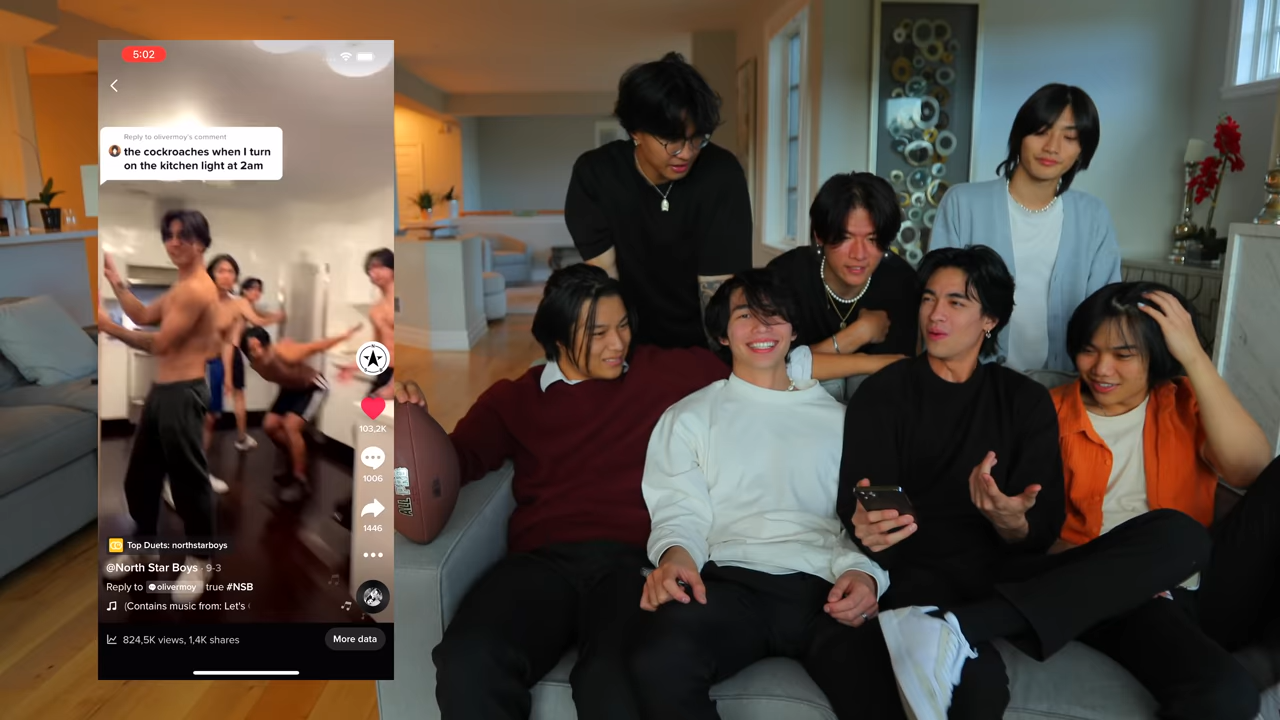 5:02
Reply to olivermoy's comment
the cockroaches when I turn
on the kitchen light at 2am
103,2K
1006
1446
Top Duets: northstarboys
@North Star Boys · 9-3
Reply to olivermoy true #NSB
(Contains music from: Let's
824,5K views, 1,4K shares
More data
ALL